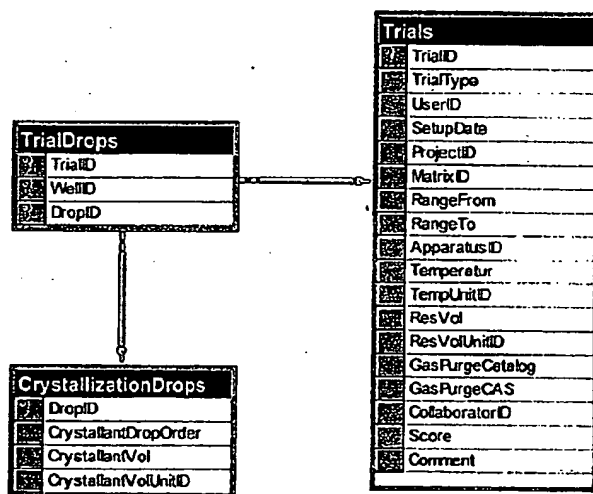 Trials
TrialID
TrialType
UserID
SetupDate
ProjectID
MatrixID
RangeFrom
RangeTo
ApparatusID
Temperatur
TempUnitID
ResVol
ResVolUnitID
GasPurgeCatalog
GasPurgeCAS
CollaboratorID
Score
Comment
TrialDrops
TrialID
WellID
DropID
CrystallizationDrops
DropID
CrystallantDropOrder
CrystallantVol
CrystallantVolUnitID